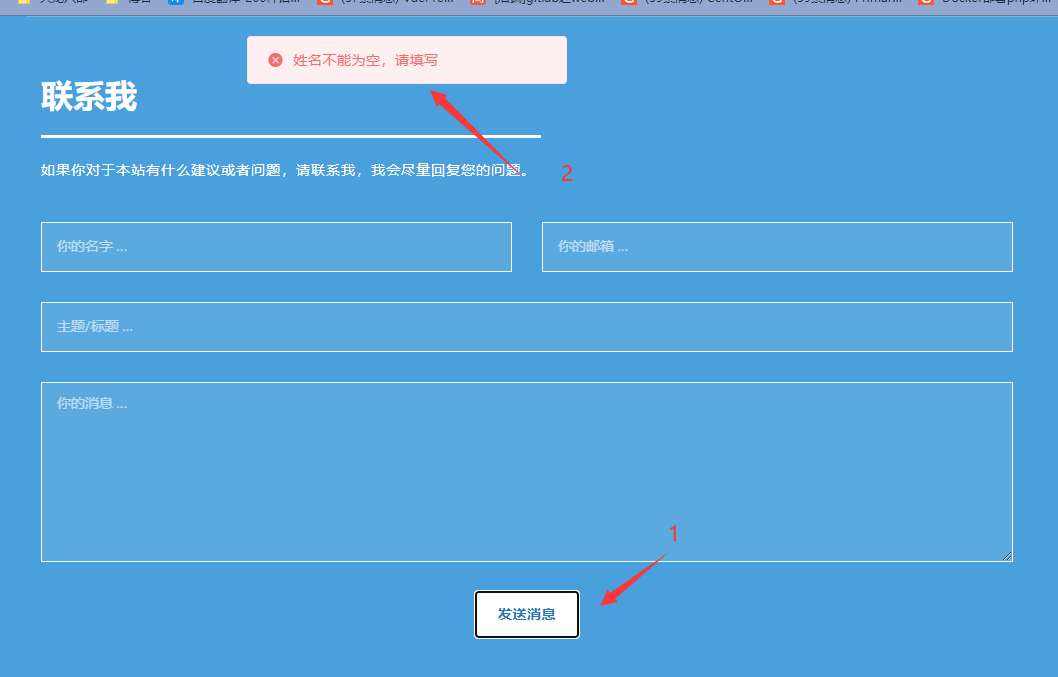 姓名不能为空，请填写
联系我
如果你对于本站有什么建议或者问题，请联系我，我会尽量回复您的问题。
2
你的名字 ...
你的邮箱 ...
主题/标题 ...
你的消息 ...
1
发送消息